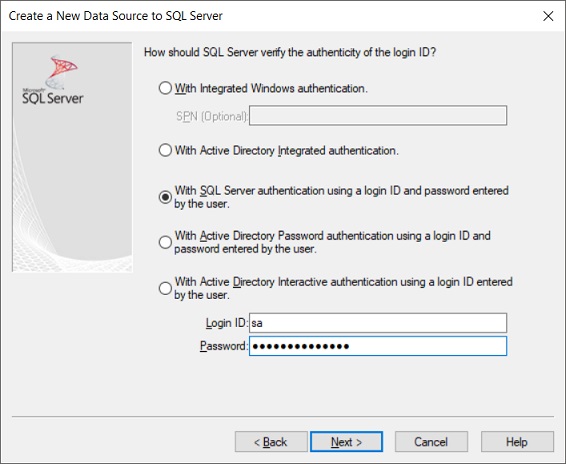 Create a New Data Source to SQL Server
Microsoft
SQL Server
How should SQL Server verify the authenticity of the login ID?
With Integrated Windows authentication.
SPN (Optional):
With Active Directory Integrated authentication.
With SQL Server authentication using a login ID and password entered
by the user.
With Active Directory Password authentication using a login ID and
password entered by the user.
With Active Directory Interactive authentication using a login ID entered
by the user.
Login ID: sa
Password: ●●●●●●●●●●●●●●
< Back Next > Cancel Help